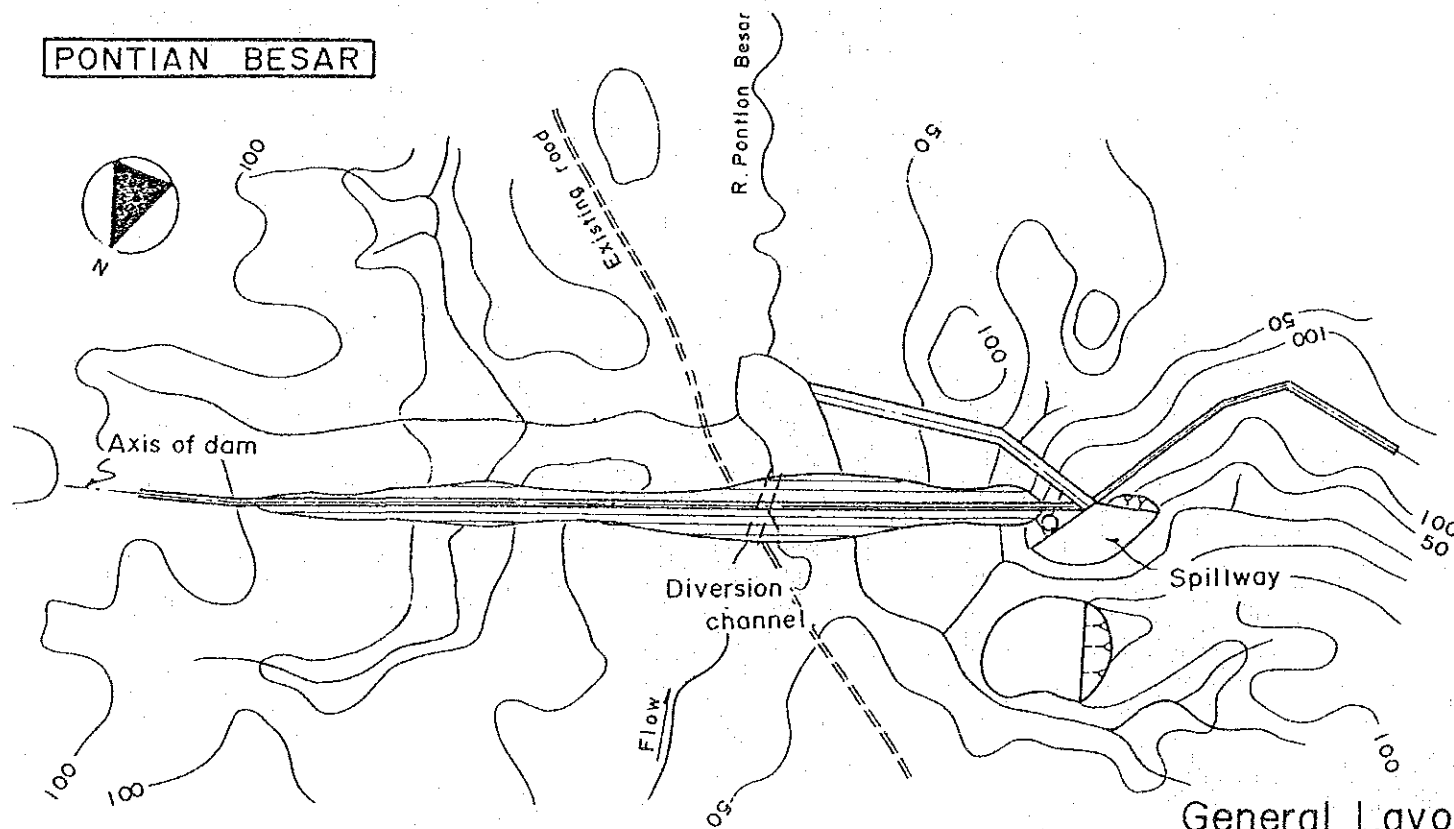 PONTIAN BESAR
R. Pontian Besar
50
100
Existing road
N
100
50
100
Axis of dam
100
50
Spillway
Diversion
channel
Flow
100
100
50
100
General Layo